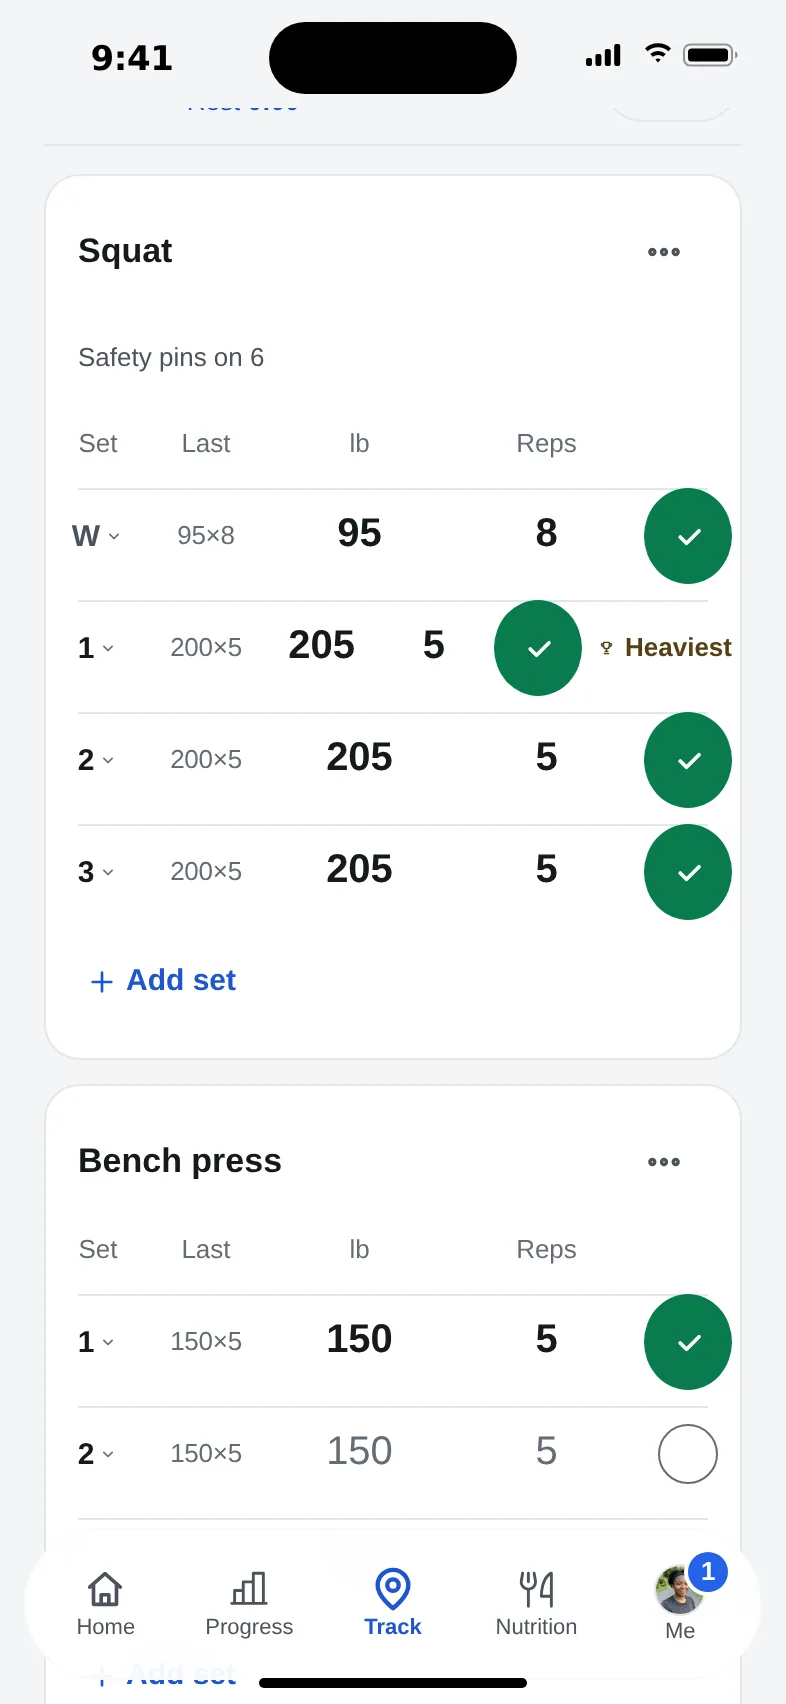 9:41
Squat
Safety pins on 6
Set Last lb Reps
W 95×8 95 8
1 200×5 205 5 Heaviest
2 200×5 205 5
3 200×5 205 5
Add set
Bench press
Set Last lb Reps
1 150×5 150 5
2 150×5 150 5
1
Home Progress Track Nutrition Me
Add set